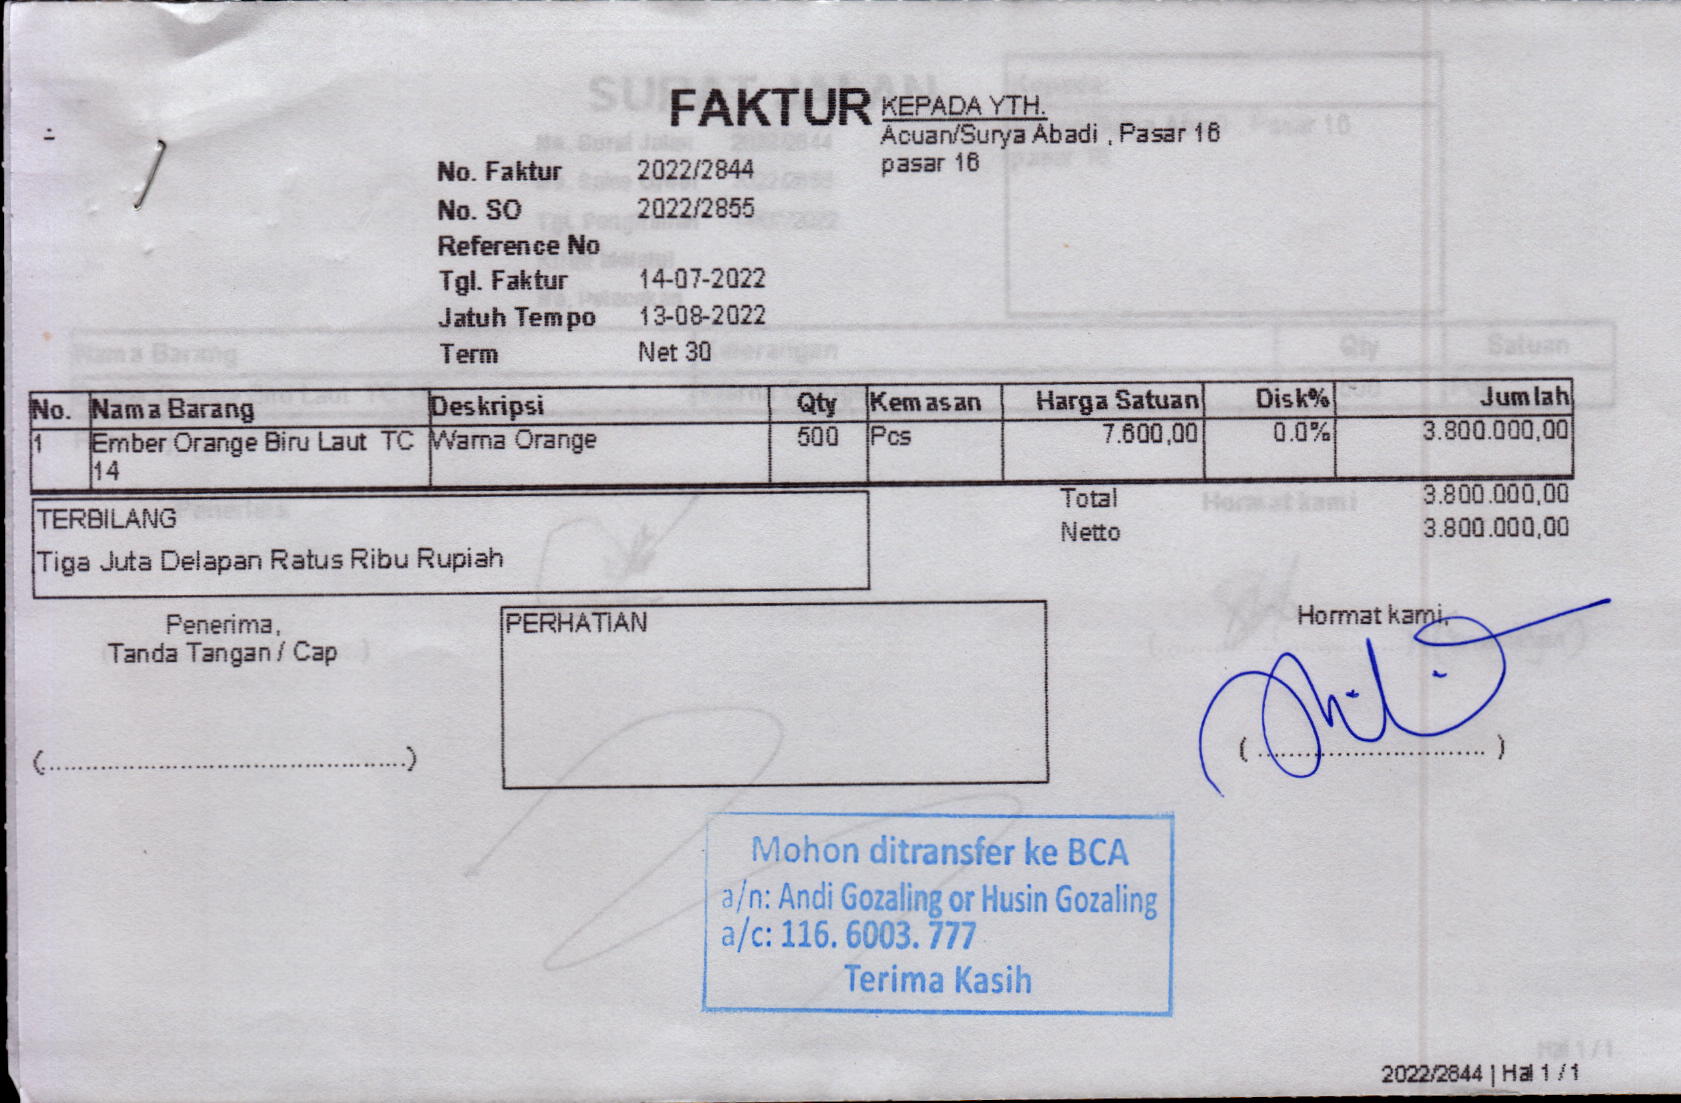 FAKTUR
KEPADA YTH.
Acuan/Surya Abadi , Pasar 16
pasar 16
No. Faktur 2022/2844
No. SO 2022/2855
Reference No
Tgl. Faktur 14-07-2022
Jatuh Tempo 13-08-2022
Term Net 30
No. Nama Barang Deskripsi Qty Kemasan Harga Satuan Disk% Jumlah
1 Ember Orange Biru Laut TC Warna Orange 500 Pcs 7.600,00 0.0% 3.800.000,00
14
Total 3.800.000,00
Netto 3.800.000,00
TERBILANG
Tiga Juta Delapan Ratus Ribu Rupiah
Penerima,
Tanda Tangan / Cap
(................................................)
PERHATIAN
Hormat kami,
( ................................ )
Mohon ditransfer ke BCA
a/n: Andi Gozaling or Husin Gozaling
a/c: 116. 6003. 777
Terima Kasih
2022/2844 | Hal 1 / 1